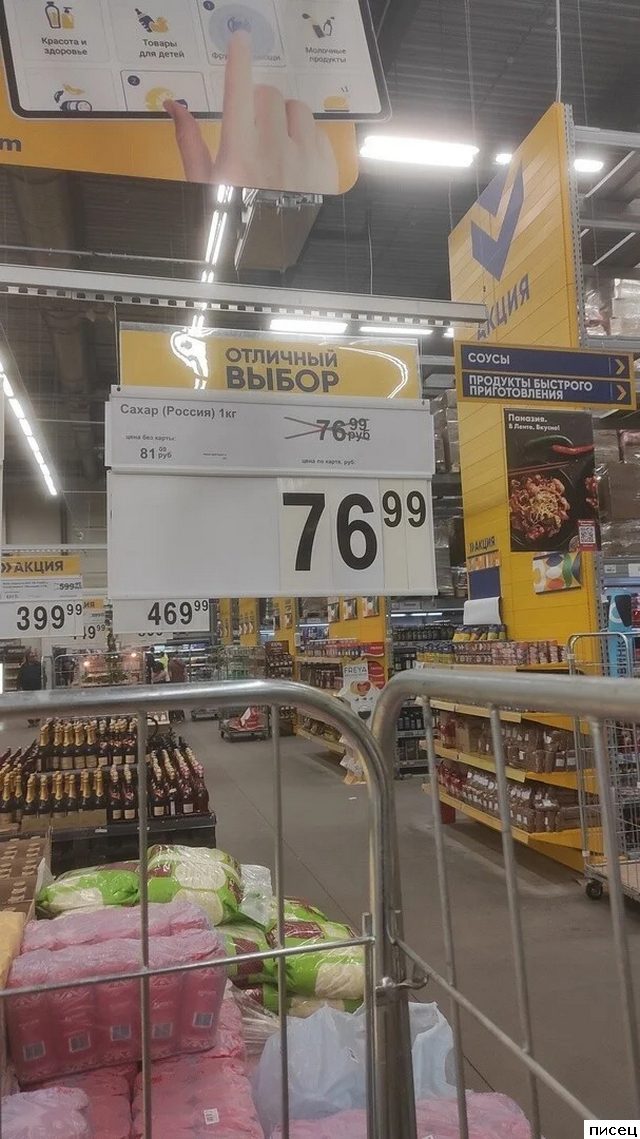 Красота и
здоровье
Товары
для детей
Молочные
продукты
m
АКЦИЯ
ОТЛИЧНЫЙ
ВЫБОР
СОУСЫ
ПРОДУКТЫ БЫСТРОГО
ПРИГОТОВЛЕНИЯ
Сахар (Россия) 1кг
76 99 руб
цена без карты:
81 09 руб
цена по карте, руб:
76 99
Паназия.
В Ленте. Вкусно!
АКЦИЯ
АКЦИЯ
599
399 99
469 99
FREYA
писец